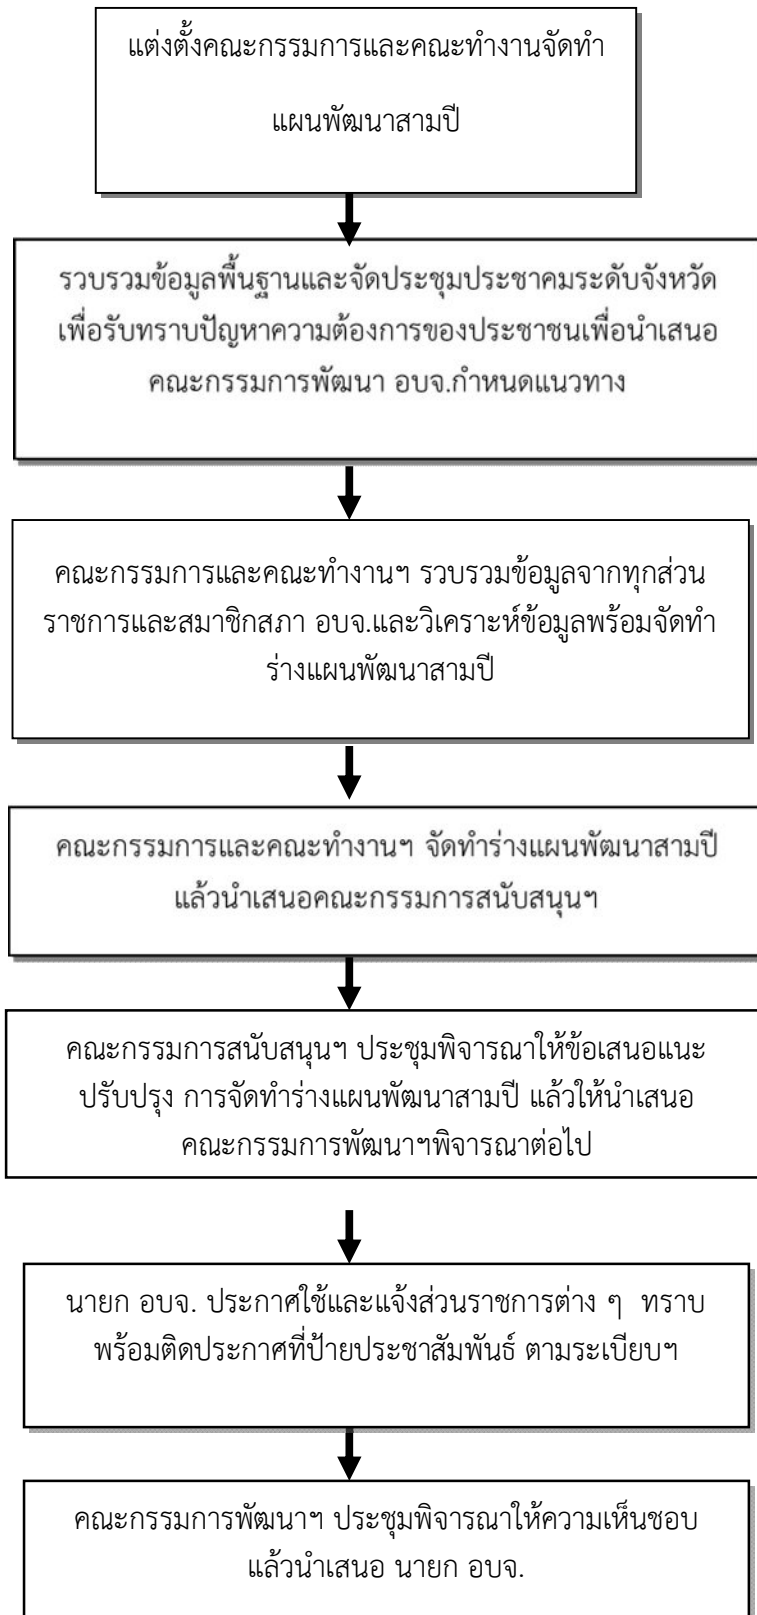 แต่งตั้งคณะกรรมการและคณะทำงานจัดทำ
แผนพัฒนาสามปี
รวบรวมข้อมูลพื้นฐานและจัดประชุมประชาคมระดับจังหวัด
เพื่อรับทราบปัญหาความต้องการของประชาชนเพื่อนำเสนอ
คณะกรรมการพัฒนา อบจ.กำหนดแนวทาง
คณะกรรมการและคณะทำงานฯ รวบรวมข้อมูลจากทุกส่วน
ราชการและสมาชิกสภา อบจ.และวิเคราะห์ข้อมูลพร้อมจัดทำ
ร่างแผนพัฒนาสามปี
คณะกรรมการและคณะทำงานฯ จัดทำร่างแผนพัฒนาสามปี
แล้วนำเสนอคณะกรรมการสนับสนุนฯ
คณะกรรมการสนับสนุนฯ ประชุมพิจารณาให้ข้อเสนอแนะ
ปรับปรุง การจัดทำร่างแผนพัฒนาสามปี แล้วให้นำเสนอ
คณะกรรมการพัฒนาฯพิจารณาต่อไป
นายก อบจ. ประกาศใช้และแจ้งส่วนราชการต่าง ๆ ทราบ
พร้อมติดประกาศที่ป้ายประชาสัมพันธ์ ตามระเบียบฯ
คณะกรรมการพัฒนาฯ ประชุมพิจารณาให้ความเห็นชอบ
แล้วนำเสนอ นายก อบจ.